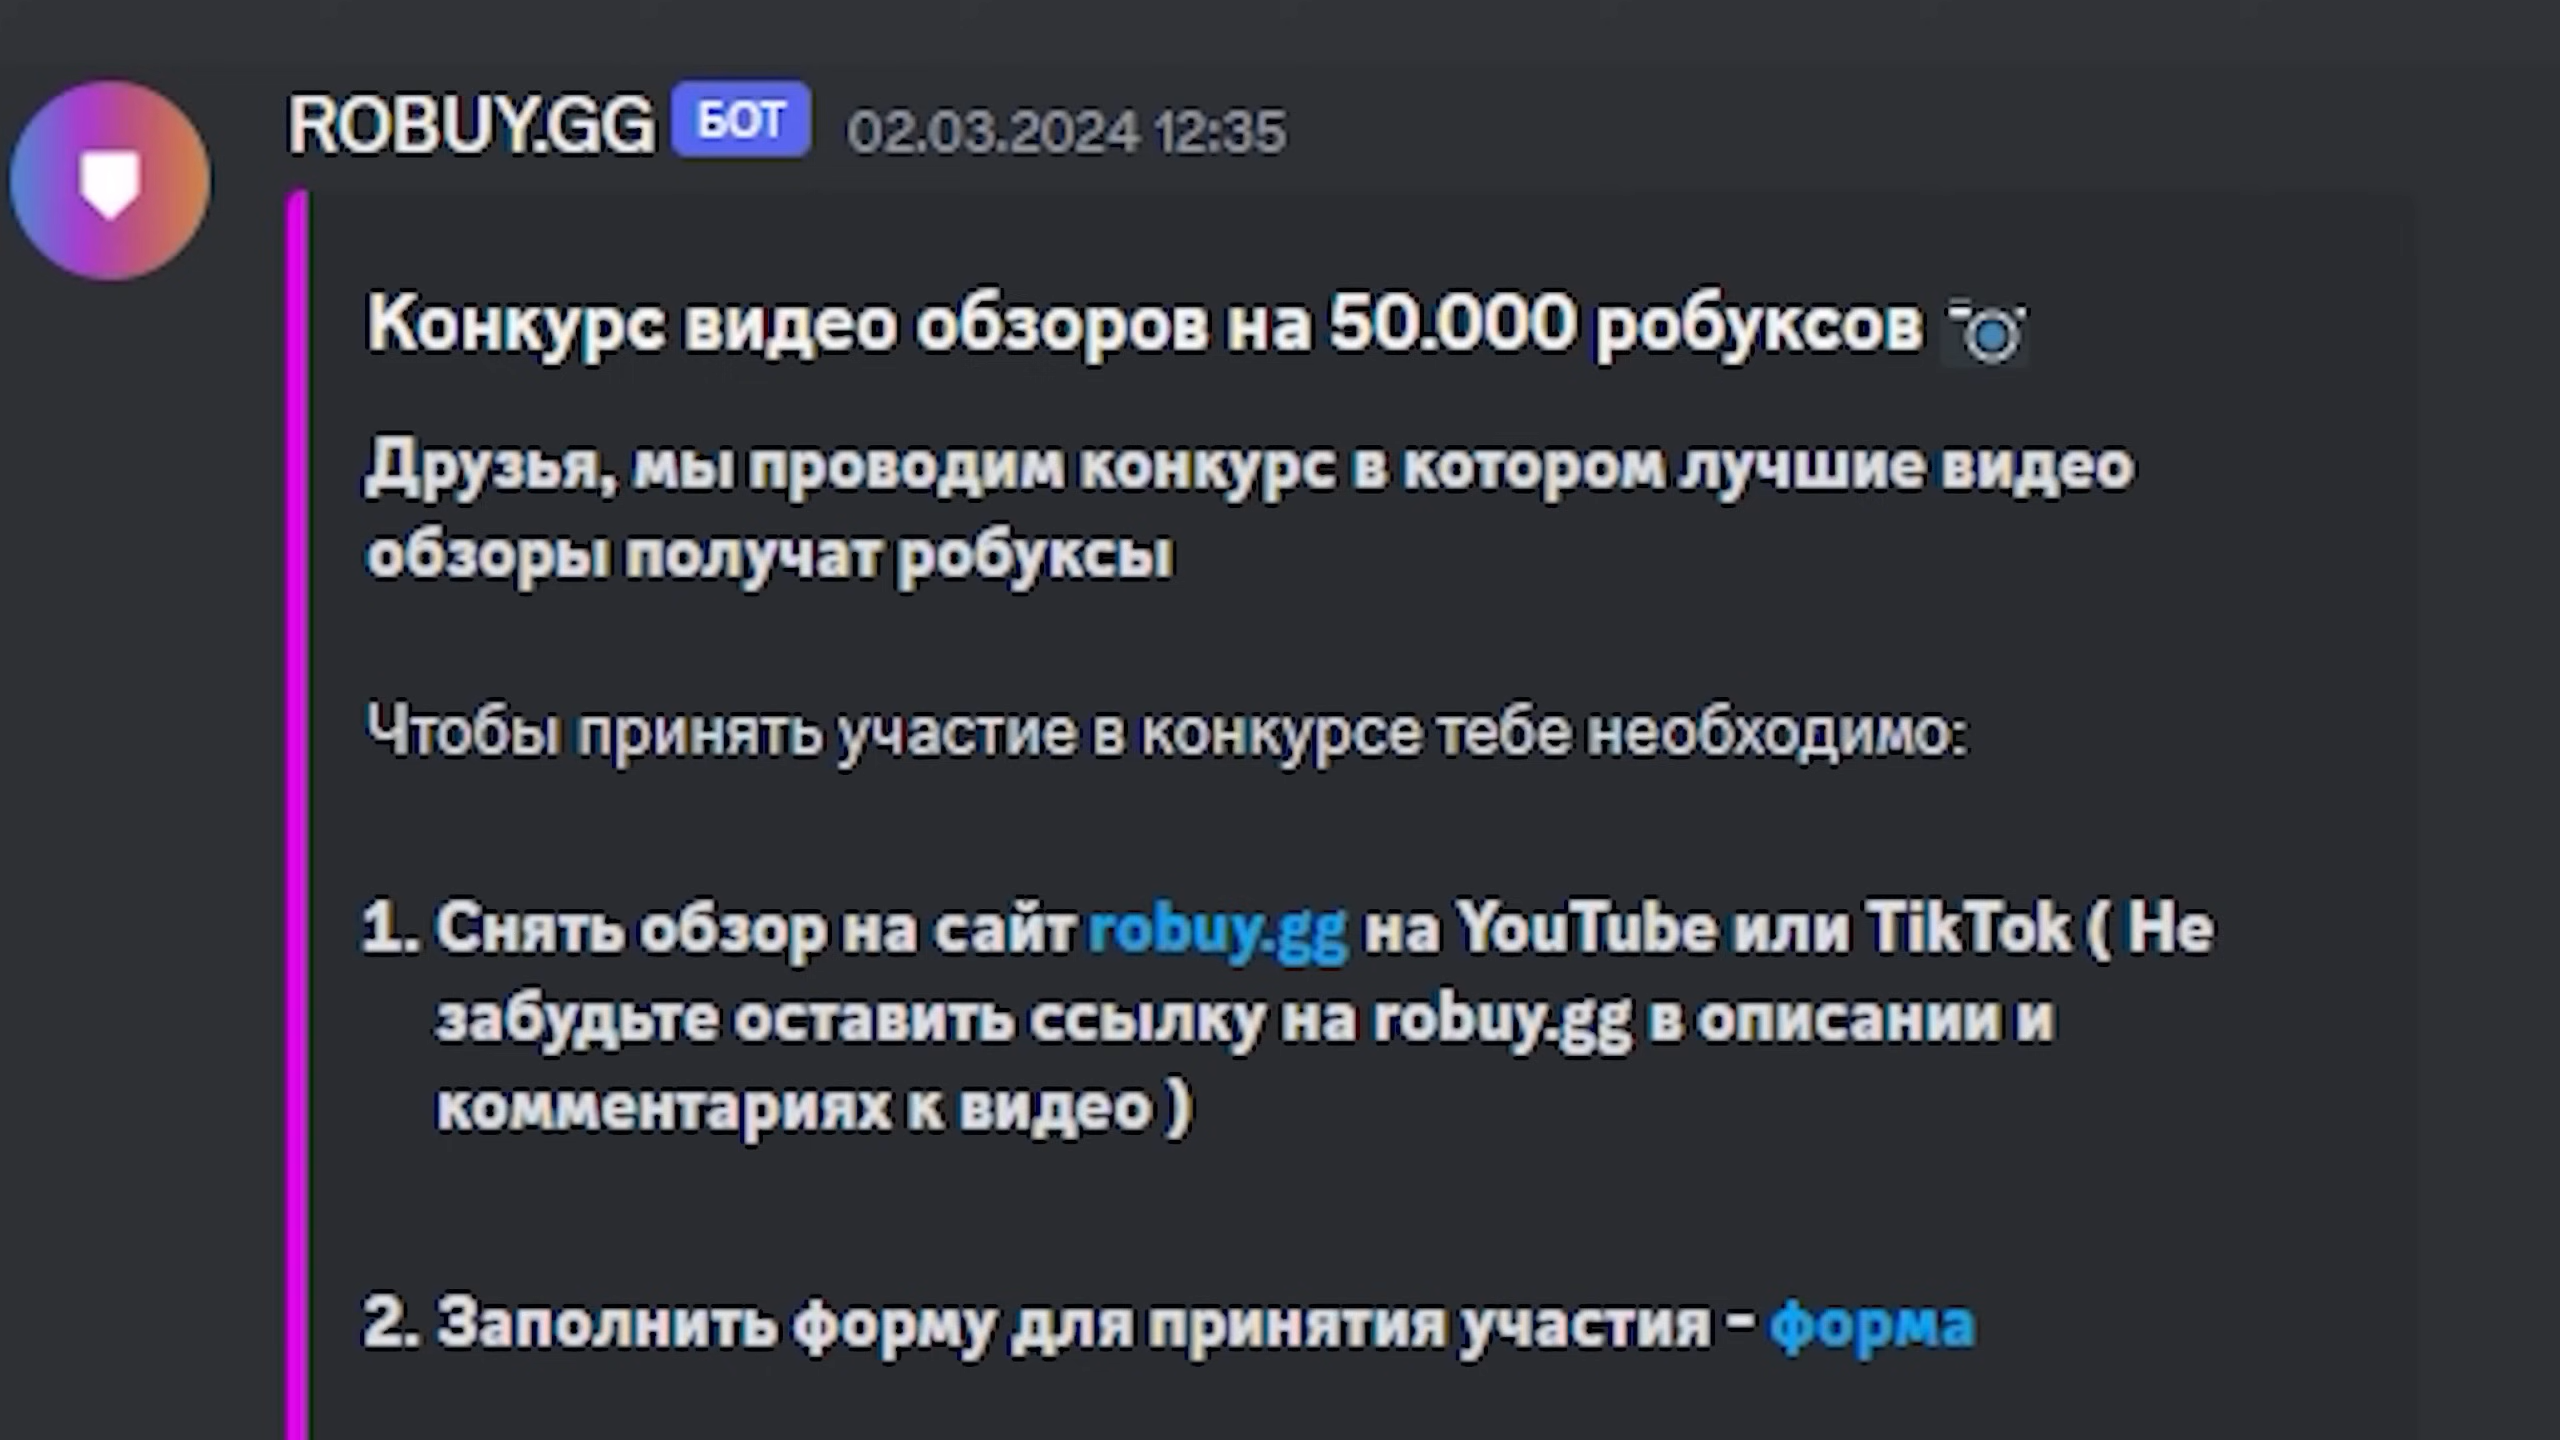 ROBUY.GG БОТ 02.03.2024 12:35
Конкурс видео обзоров на 50.000 робуксов
Друзья, мы проводим конкурс в котором лучшие видео
обзоры получат робуксы
Чтобы принять участие в конкурсе тебе необходимо:
1. Снять обзор на сайт robuy.gg на YouTube или TikTok ( Не
забудьте оставить ссылку на robuy.gg в описании и
комментариях к видео )
2. Заполнить форму для принятия участия - форма